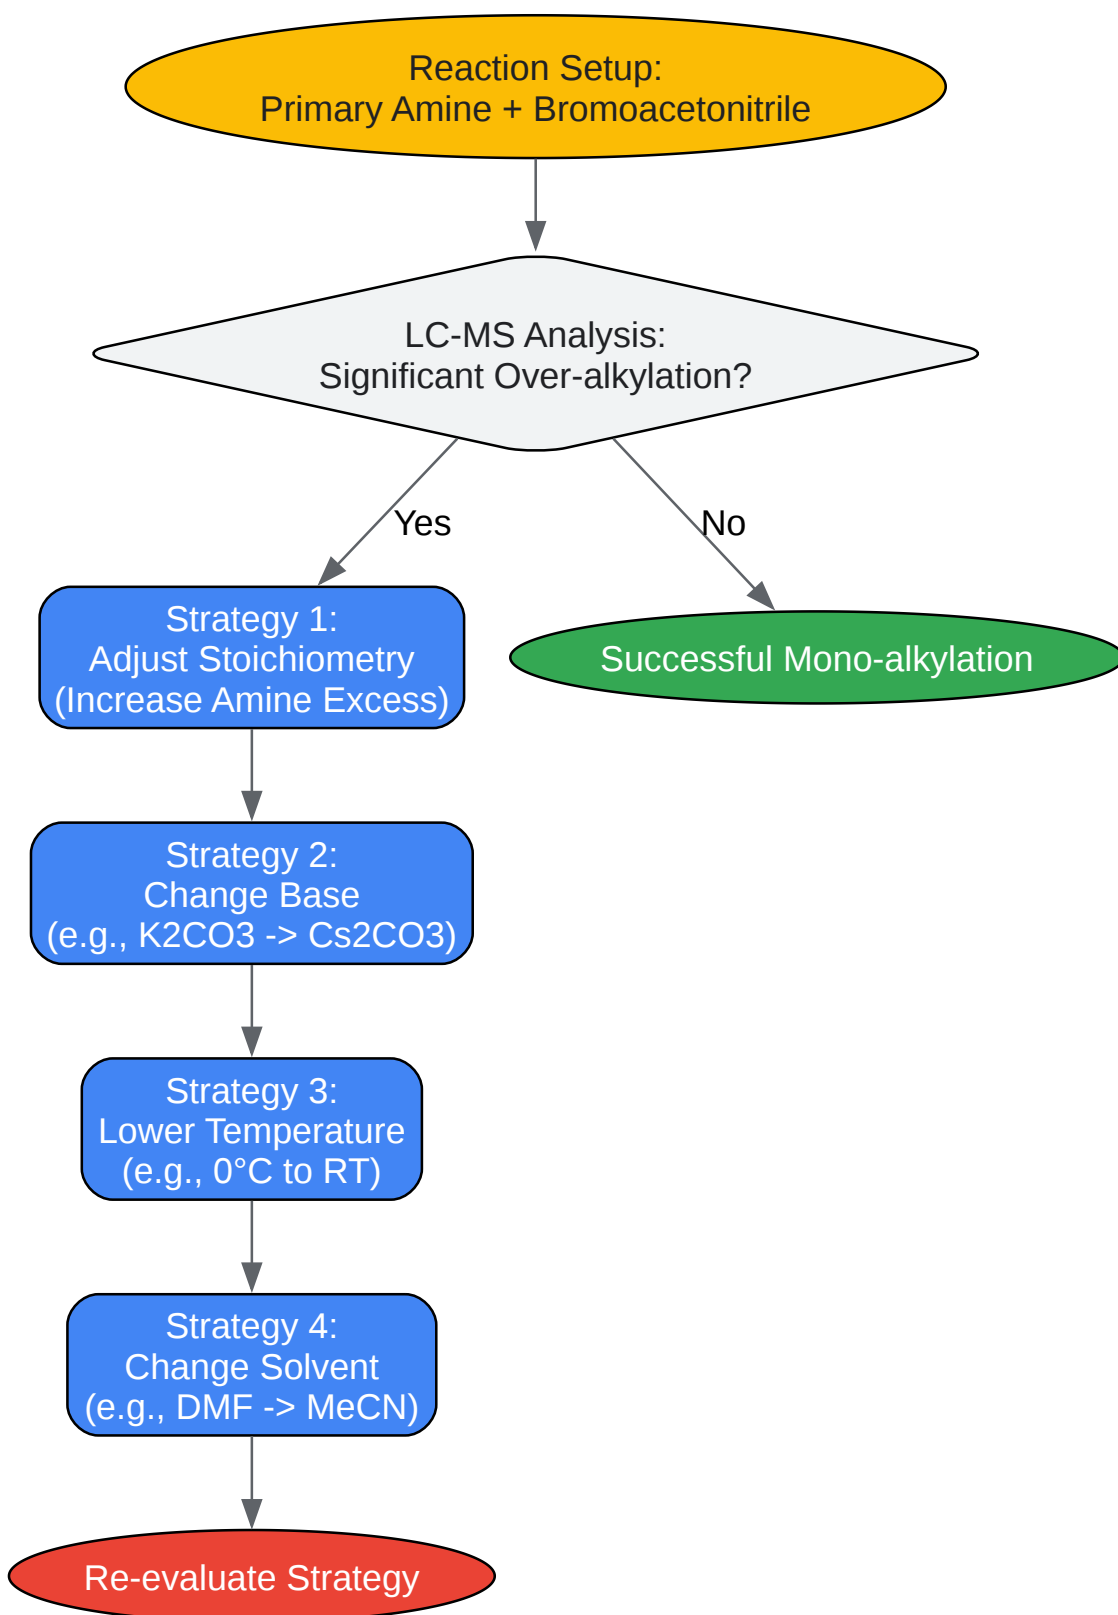 Reaction Setup:
Primary Amine + Bromoacetonitrile
LC-MS Analysis:
Significant Over-alkylation?
Yes
No
Strategy 1:
Adjust Stoichiometry
(Increase Amine Excess)
Successful Mono-alkylation
Strategy 2:
Change Base
(e.g., K2CO3 -> Cs2CO3)
Strategy 3:
Lower Temperature
(e.g., 0°C to RT)
Strategy 4:
Change Solvent
(e.g., DMF -> MeCN)
Re-evaluate Strategy